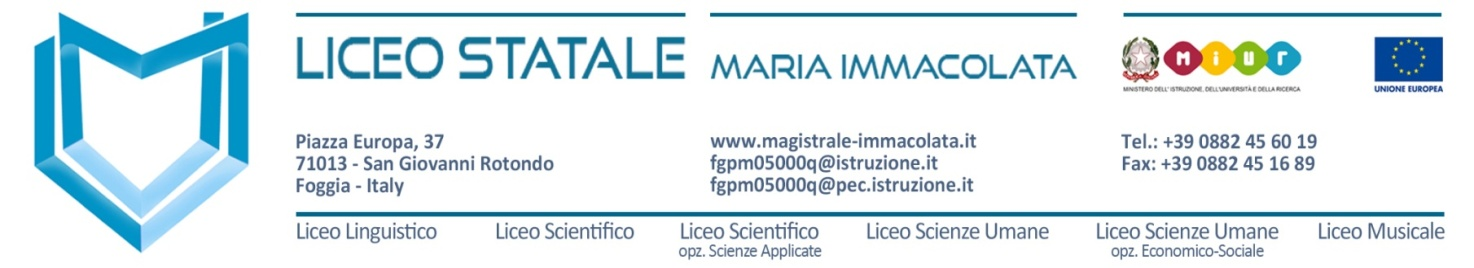 LICEO STATALE
MARIA IMMACOLATA
MIUR
MINISTERO DELL' ISTRUZIONE, DELL'UNIVERSITÀ E DELLA RICERCA
UNIONE EUROPEA
Piazza Europa, 37
71013 - San Giovanni Rotondo
Foggia - Italy
www.magistrale-immacolata.it
fgpm05000q@istruzione.it
fgpm05000q@pec.istruzione.it
Tel.: +39 0882 45 60 19
Fax: +39 0882 45 16 89
Liceo Linguistico
Liceo Scientifico
Liceo Scientifico
opz. Scienze Applicate
Liceo Scienze Umane
Liceo Scienze Umane
opz. Economico-Sociale
Liceo Musicale